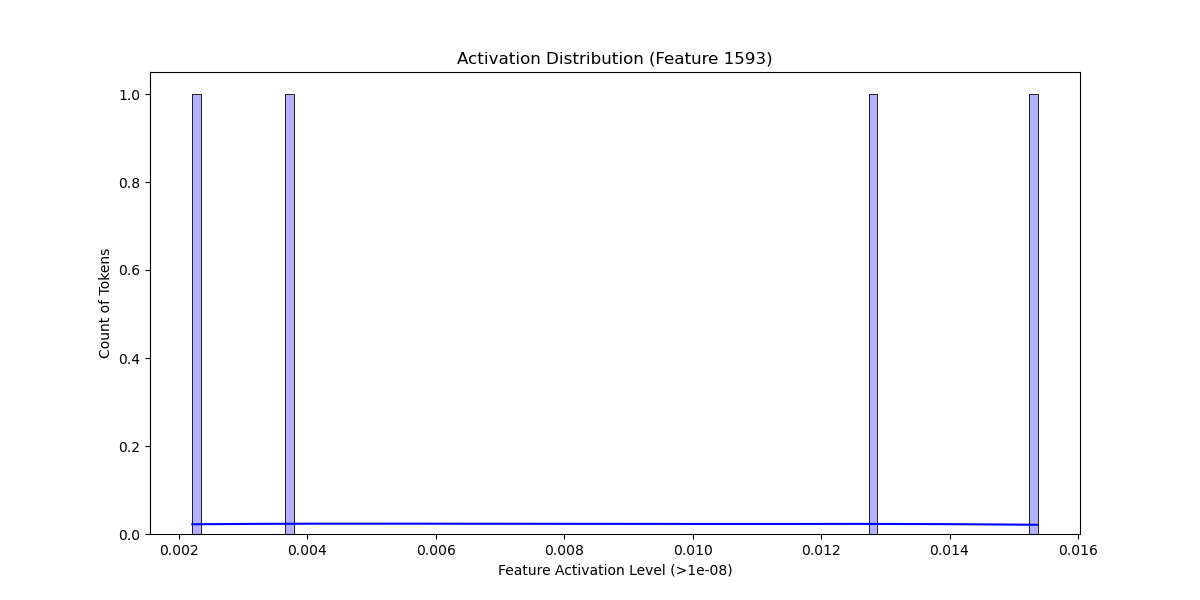 Activation Distribution (Feature 1593)
1.0
0.8
0.6
0.4
0.2
0.0
Count of Tokens
0.002 0.004 0.006 0.008 0.010 0.012 0.014 0.016
Feature Activation Level (>1e-08)